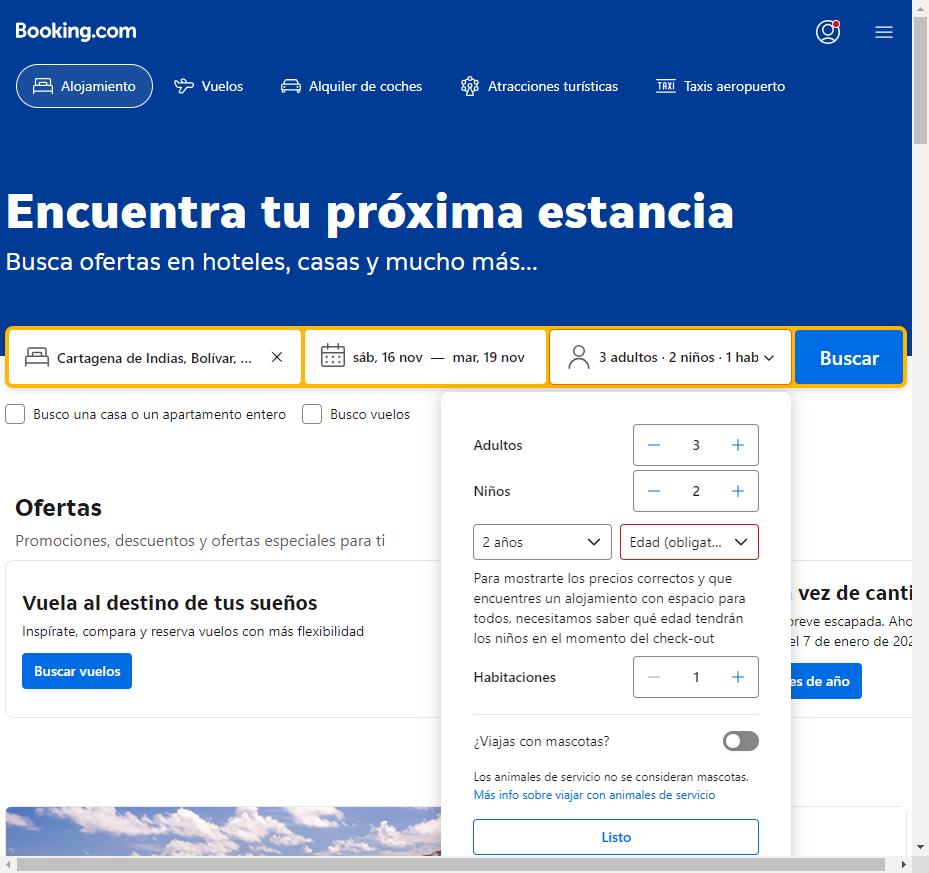 Booking.com
Alojamiento
Vuelos
Alquiler de coches
Atracciones turísticas
TAXI Taxis aeropuerto
Encuentra tu próxima estancia
Busca ofertas en hoteles, casas y mucho más...
Cartagena de Indias, Bolívar, ...
sáb, 16 nov — mar, 19 nov
3 adultos · 2 niños · 1 hab
Buscar
Busco una casa o un apartamento entero
Busco vuelos
Adultos
3
Niños
2
2 años
Edad (obligat...
Para mostrarte los precios correctos y que
encuentres un alojamiento con espacio para
todos, necesitamos saber qué edad tendrán
los niños en el momento del check-out
Habitaciones
1
¿Viajas con mascotas?
Los animales de servicio no se consideran mascotas.
Más info sobre viajar con animales de servicio
Listo
Ofertas
Promociones, descuentos y ofertas especiales para ti
Vuela al destino de tus sueños
Inspírate, compara y reserva vuelos con más flexibilidad
Buscar vuelos
vez de canti
breve escapada. Aho
el 7 de enero de 202
es de año